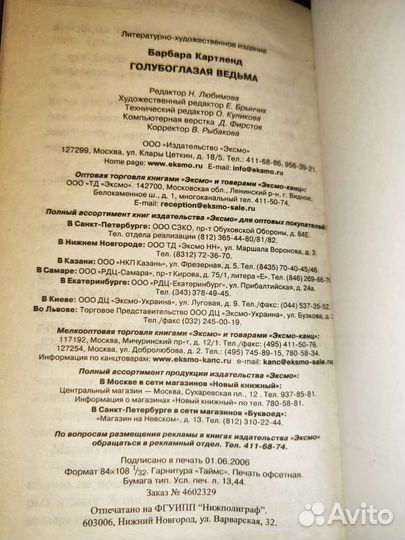 Литературно-художественное издание
Барбара Картленд
ГОЛУБОГЛАЗАЯ ВЕДЬМА
Редактор Н. Любимова
Художественный редактор Е. Брынчик
Технический редактор О. Куликова
Компьютерная верстка Д. Фирстов
Корректор В. Рыбакова
ООО «Издательство «Эксмо»
127299, Москва, ул. Клары Цеткин, д. 18/5. Тел.: 411-68-86, 956-39-21.
Home page: www.eksmo.ru E-mail: info@eksmo.ru
Оптовая торговля книгами «Эксмо» и товарами «Эксмо-канц»:
ООО «ТД «Эксмо». 142700, Московская обл., Ленинский р-н, г. Видное,
Белокаменное ш., д. 1, многоканальный тел. 411-50-74.
E-mail: reception@eksmo-sale.ru
Полный ассортимент книг издательства «Эксмо» для оптовых покупателей:
В Санкт-Петербурге: ООО СЗКО, пр-т Обуховской Обороны, д. 84Е.
Тел. отдела реализации (812) 365-44-80/81/82.
В Нижнем Новгороде: ООО ТД «Эксмо НН», ул. Маршала Воронова, д. 3.
Тел. (8312) 72-36-70.
В Казани: ООО «НКП Казань», ул. Фрезерная, д. 5. Тел. (8435) 70-40-45/46.
В Самаре: ООО «РДЦ-Самара», пр-т Кирова, д. 75/1, литера «Е». Тел. (846) 269-66-
В Екатеринбурге: ООО «РДЦ-Екатеринбург», ул. Прибалтийская, д. 24а.
Тел. (343) 378-49-45.
В Киеве: ООО ДЦ «Эксмо-Украина», ул. Луговая, д. 9. Тел./факс: (044) 537-35-52.
Во Львове: Торговое Представительство ООО ДЦ «Эксмо-Украина», ул. Бузкова, д. 2.
Тел./факс (032) 245-00-19.
Мелкооптовая торговля книгами «Эксмо» и товарами «Эксмо-канц»:
117192, Москва, Мичуринский пр-т, д. 12/1. Тел./факс: (495) 411-50-76.
127254, Москва, ул. Добролюбова, д. 2. Тел.: (495) 745-89-15, 780-58-34.
Информация по канцтоварам: www.eksmo-kanc.ru e-mail: kanc@eksmo-sale.ru
Полный ассортимент продукции издательства «Эксмо»:
В Москве в сети магазинов «Новый книжный»:
Центральный магазин — Москва, Сухаревская пл., 12 . Тел. 937-85-81.
Информация о магазинах «Новый книжный» по тел. 780-58-81.
В Санкт-Петербурге в сети магазинов «Буквоед»:
«Магазин на Невском», д. 13. Тел. (812) 310-22-44.
По вопросам размещения рекламы в книгах издательства «Эксмо»
обращаться в рекламный отдел. Тел. 411-68-74.
Подписано в печать 01.06.2006
Формат 84×108 1/32. Гарнитура «Таймс». Печать офсетная.
Бумага тип. Усл. печ. л. 13,44.
Заказ № 4602329
Отпечатано на ФГУИПП "Нижполиграф".
603006, Нижний Новгород, ул. Варварская, 32.
Avito